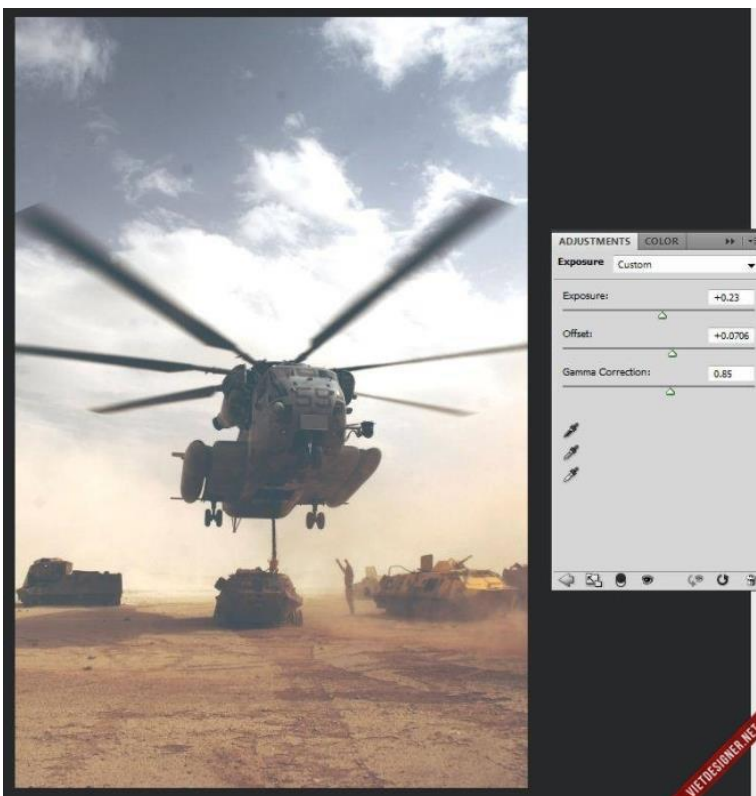 ADJUSTMENTS COLOR
Exposure Custom
Exposure: +0.23
Offset: +0.0706
Gamma Correction: 0.85
VIETDESIGNER.NET